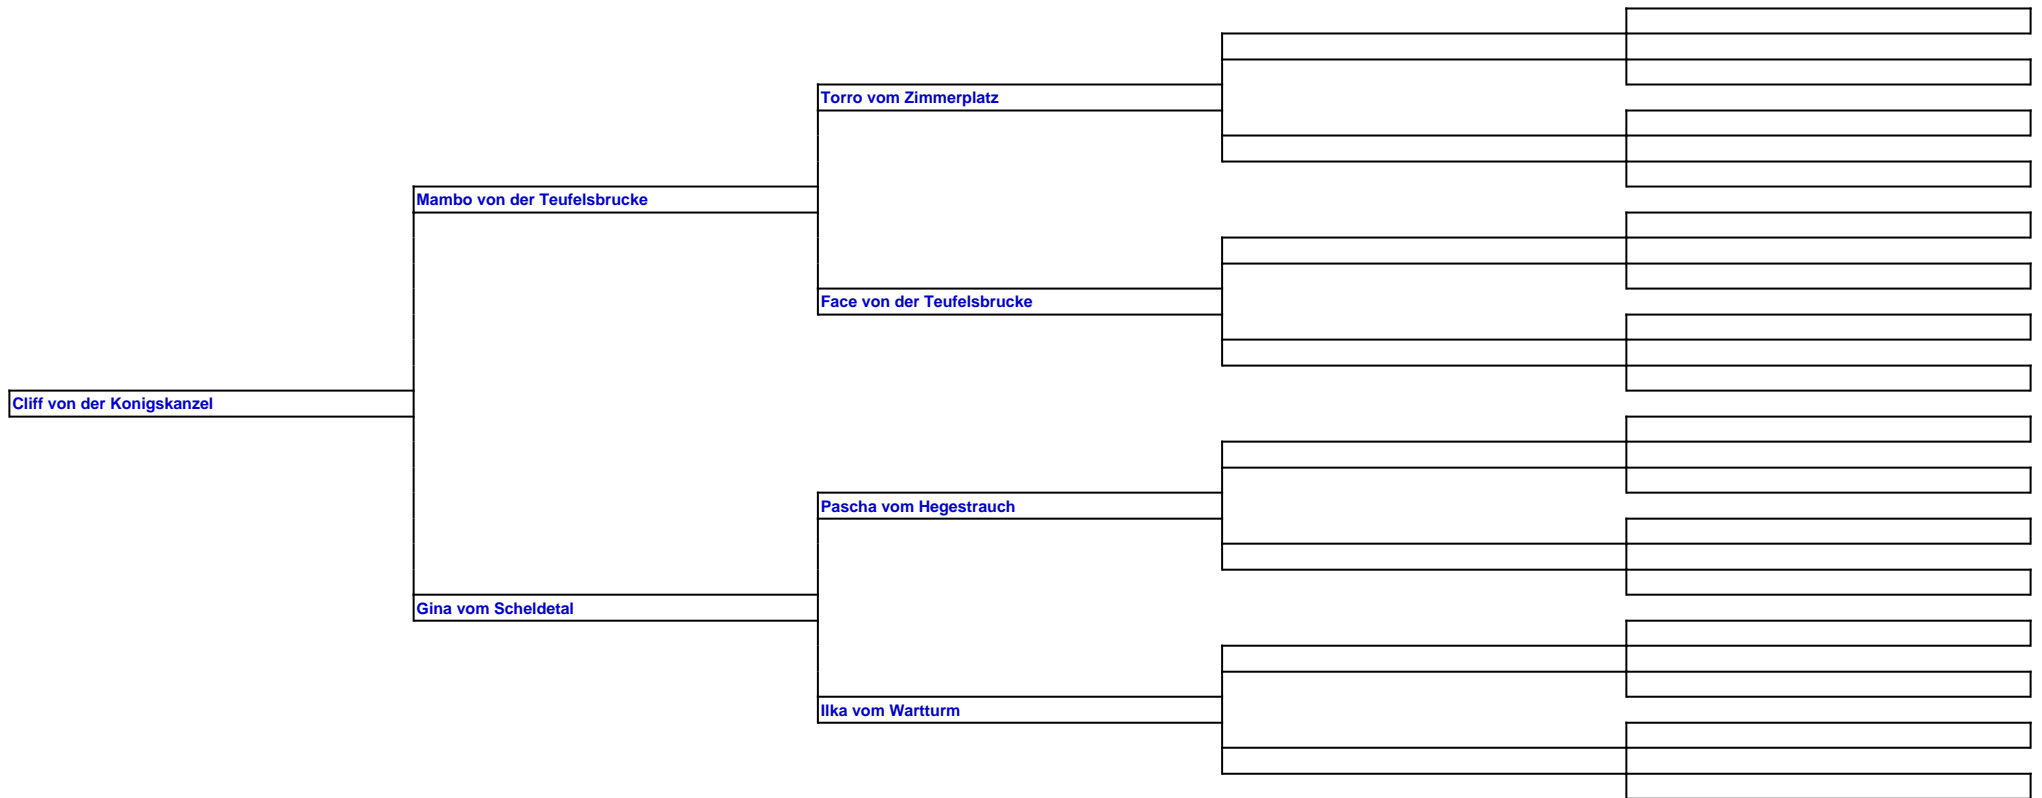 Torro vom Zimmerplatz
Mambo von der Teufelsbrucke
Face von der Teufelsbrucke
Cliff von der Konigskanzel
Pascha vom Hegestrauch
Gina vom Scheldetal
Ilka vom Wartturm